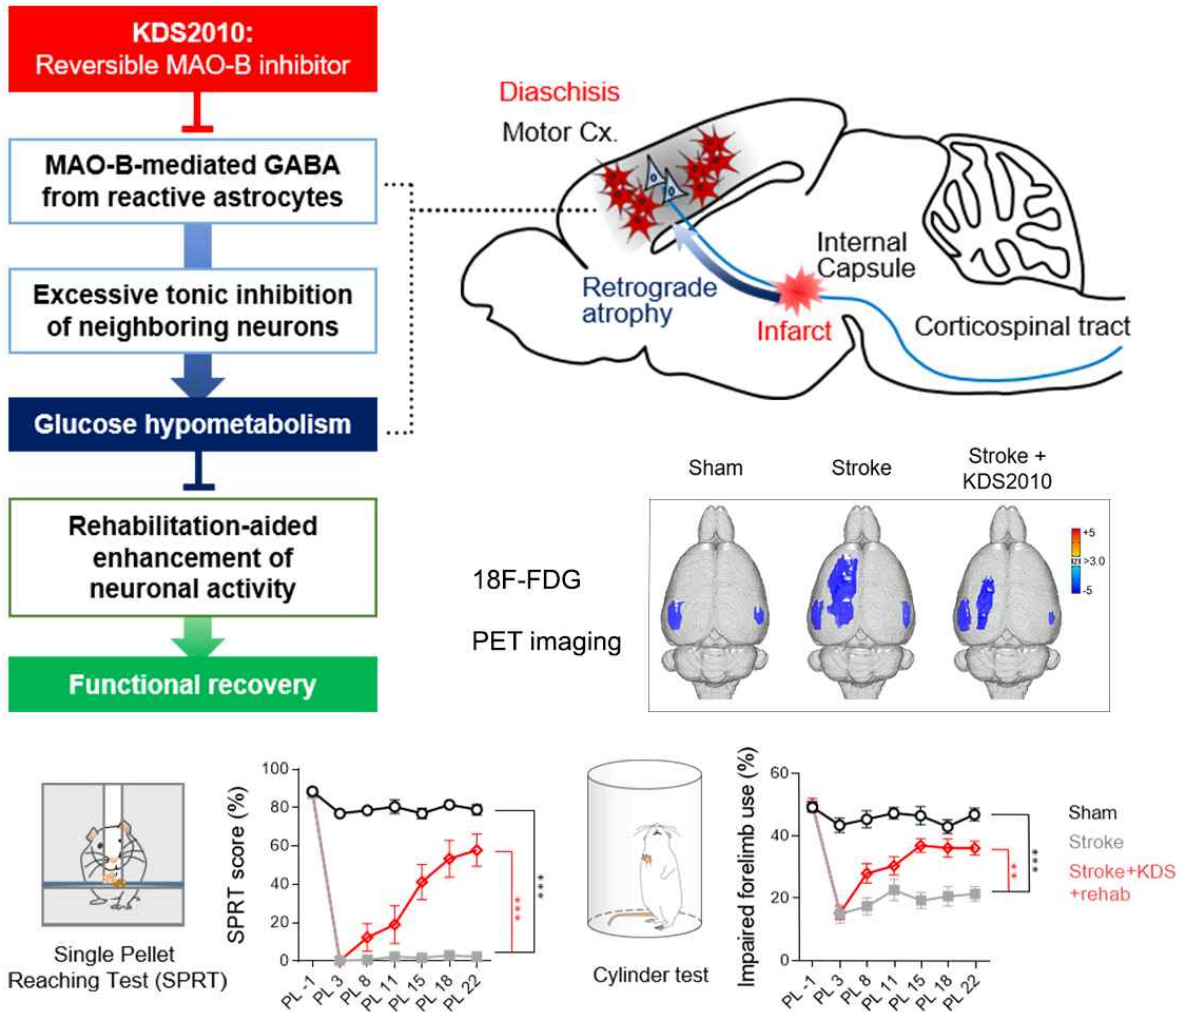 KDS2010:
Reversible MAO-B inhibitor
MAO-B-mediated GABA
from reactive astrocytes
Excessive tonic inhibition
of neighboring neurons
Glucose hypometabolism
Rehabilitation-aided
enhancement of
neuronal activity
Functional recovery
Diaschisis
Motor Cx.
Internal
Capsule
Retrograde
atrophy
Infarct
Corticospinal tract
Sham
Stroke
Stroke +
KDS2010
18F-FDG
PET imaging
+5
|Z| >3.0
-5
Single Pellet
Reaching Test (SPRT)
SPRT score (%)
100
80
60
40
20
0
PL -1
PL 3
PL 8
PL 11
PL 15
PL 18
PL 22
***
***
Cylinder test
Impaired forelimb use (%)
60
40
20
0
PL -1
PL 3
PL 8
PL 11
PL 15
PL 18
PL 22
**
***
Sham
Stroke
Stroke+KDS
+rehab